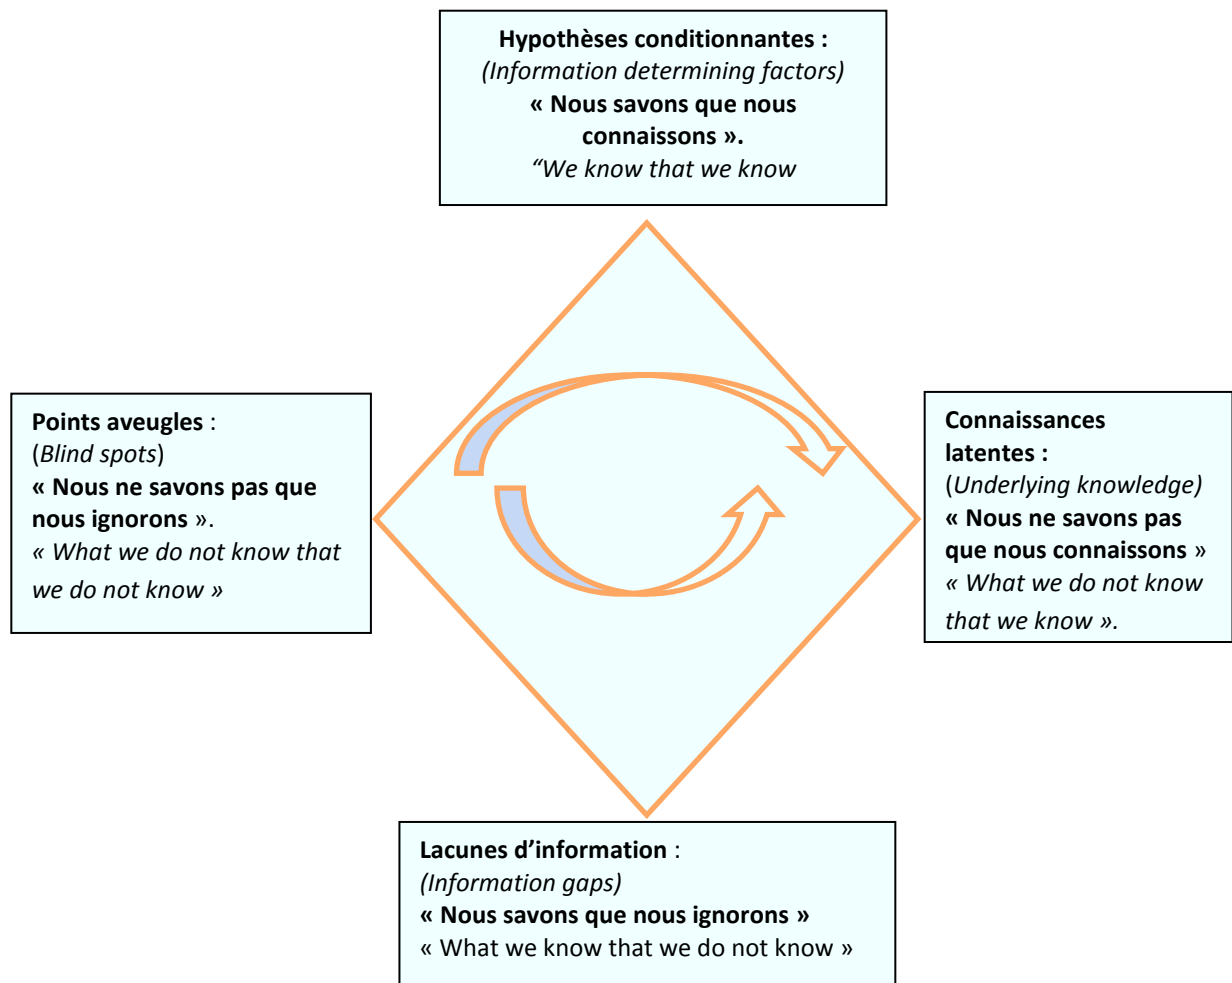 Hypothèses conditionnantes :
(Information determining factors)
« Nous savons que nous
connaissons ».
“We know that we know
Points aveugles :
(Blind spots)
« Nous ne savons pas que
nous ignorons ».
« What we do not know that
we do not know »
Connaissances
latentes :
(Underlying knowledge)
« Nous ne savons pas
que nous connaissons »
« What we do not know
that we know ».
Lacunes d’information :
(Information gaps)
« Nous savons que nous ignorons »
« What we know that we do not know »